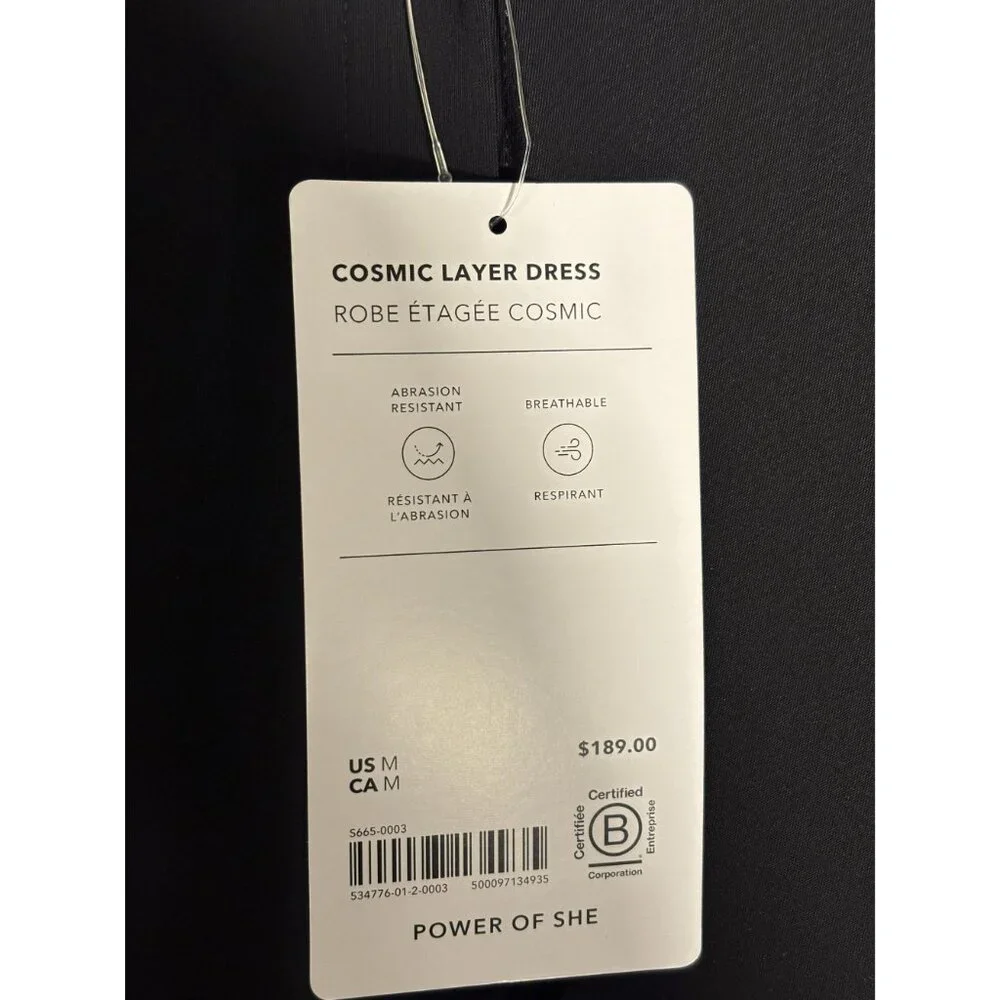 COSMIC LAYER DRESS
ROBE ÉTAGÉE COSMIC
ABRASION
RESISTANT
RÉSISTANT À
L'ABRASION
BREATHABLE
RESPIRANT
US M
CA M
$189.00
S665-0003
534776-01-2-0003 500097134935
Certified
Certifiée
B
Entreprise
Corporation
POWER OF SHE